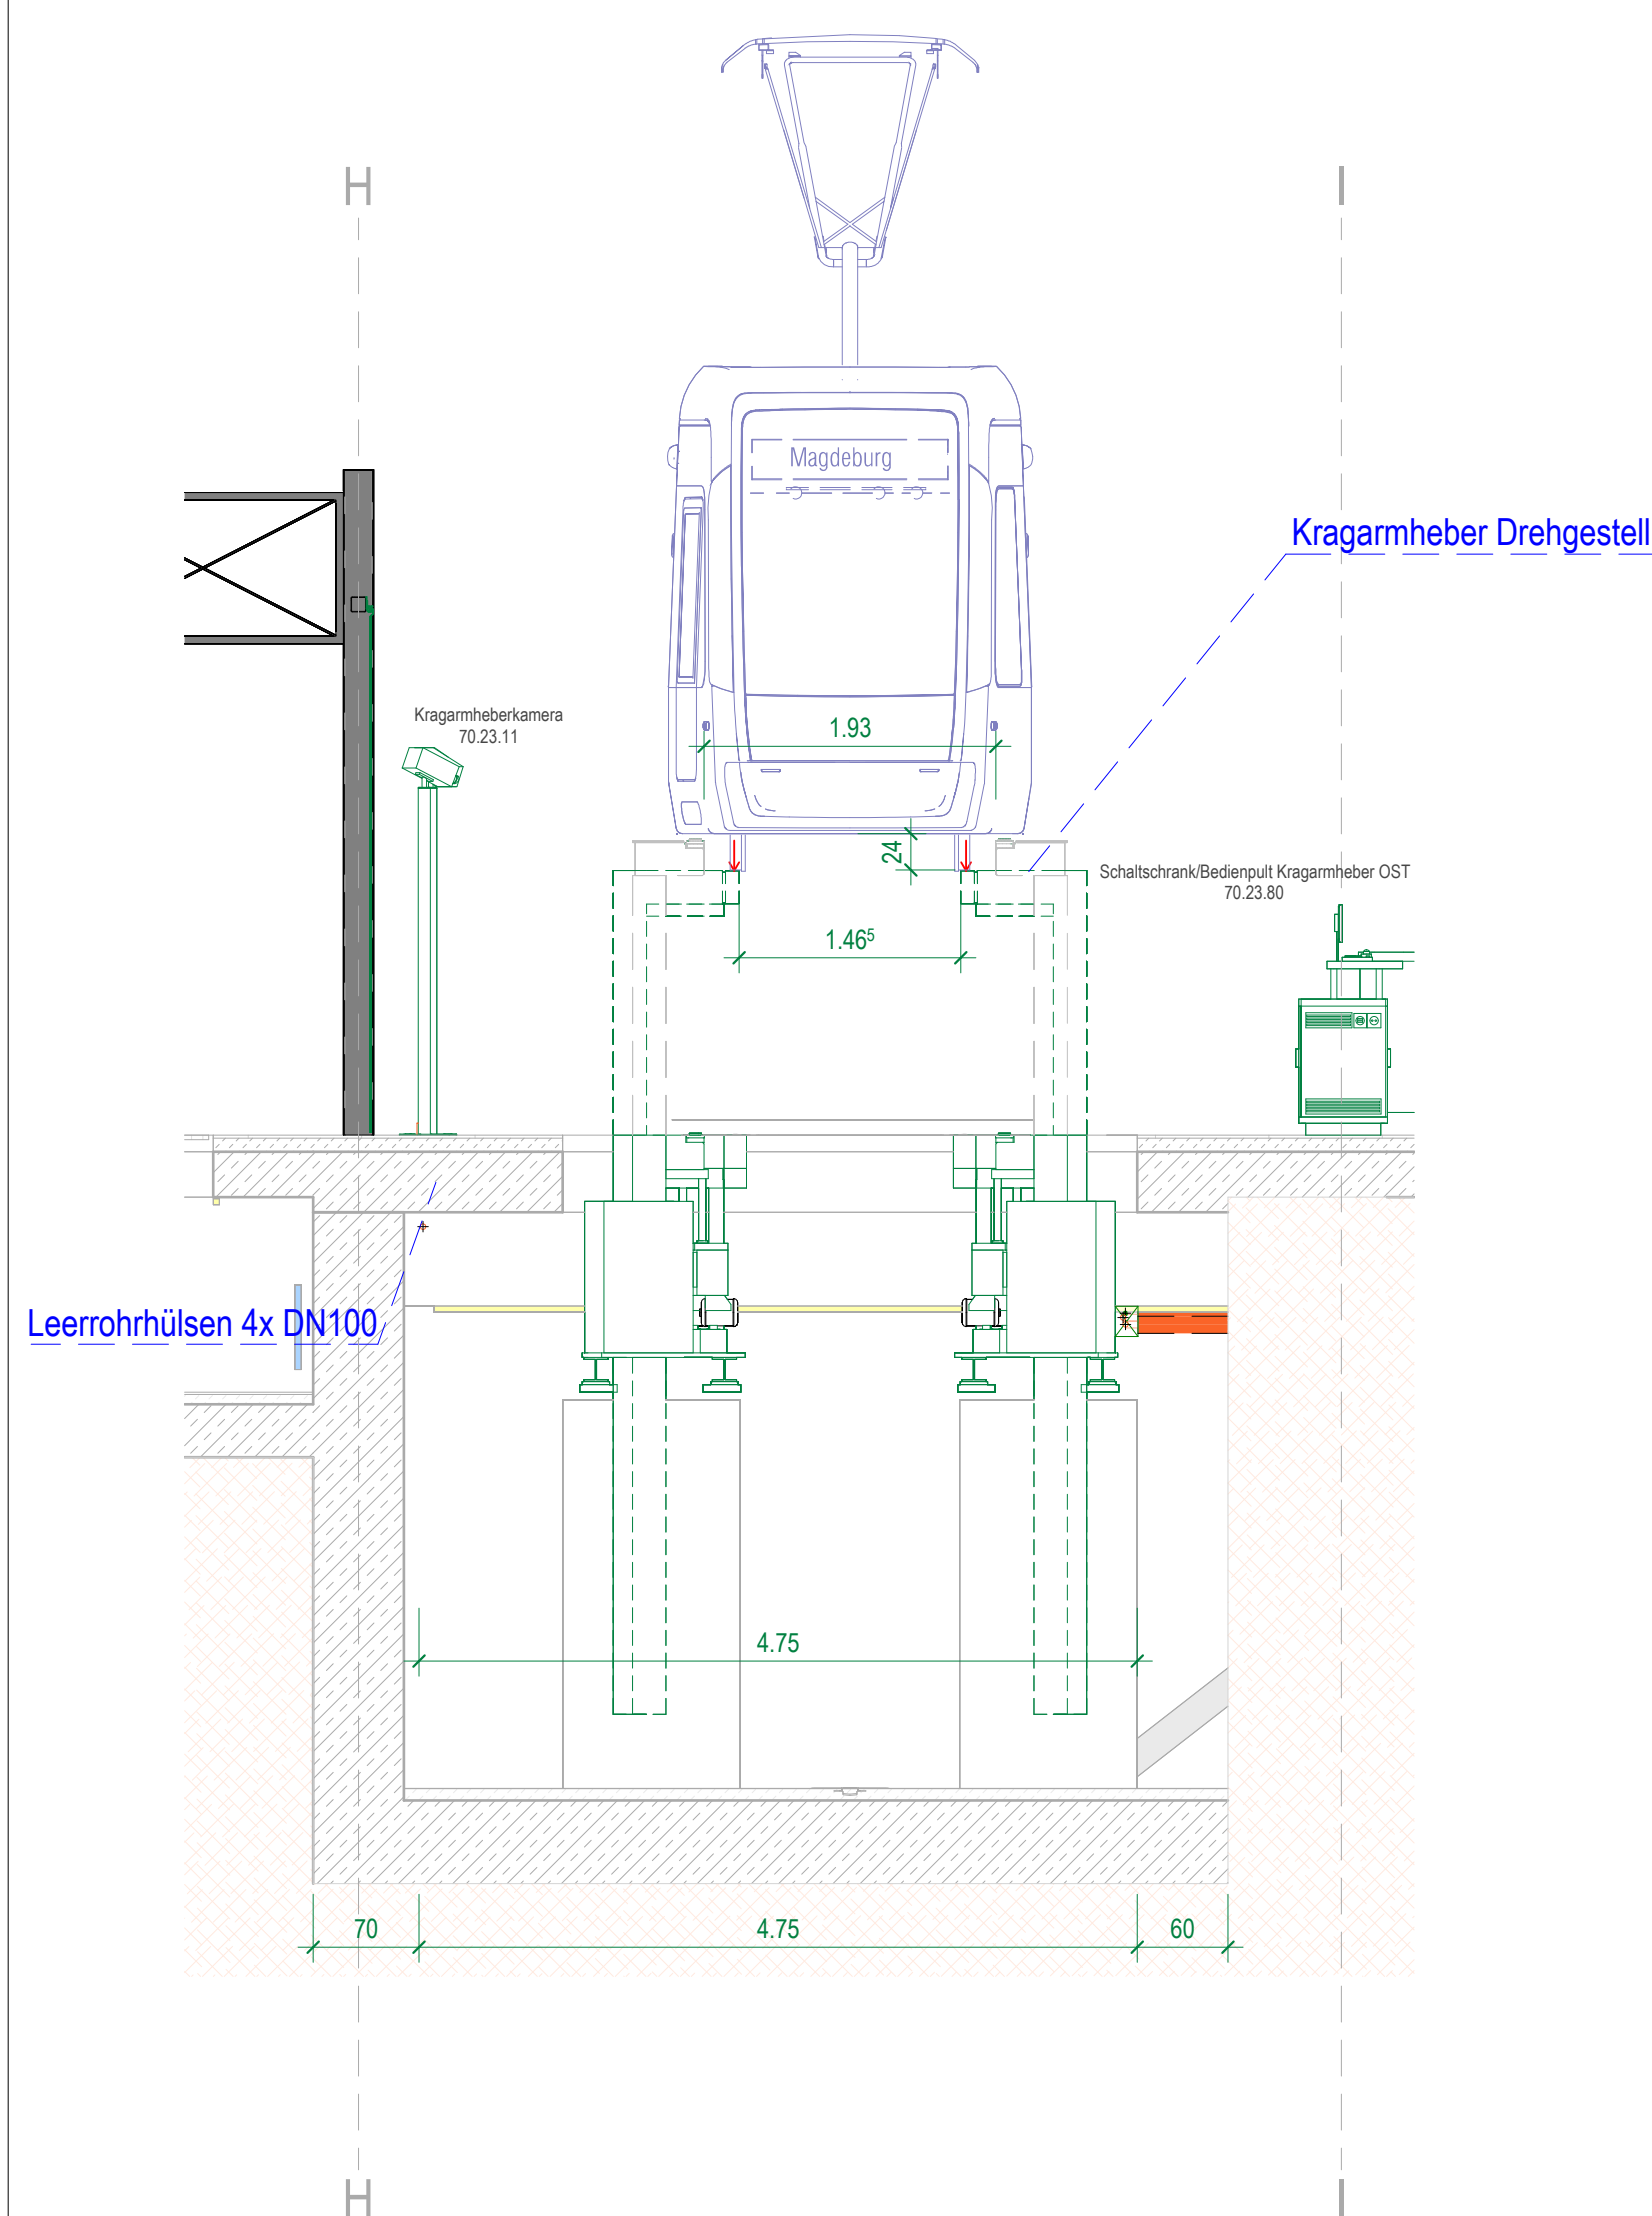 H
I
Magdeburg
Kragarmheber Drehgestell
Kragarmheberkamera
70.23.11
1.93
24
Schaltschrank/Bedienpult Kragarmheber OST
70.23.80
1.46⁵
Leerrohrhülsen 4x DN100
4.75
70
4.75
60
H
I